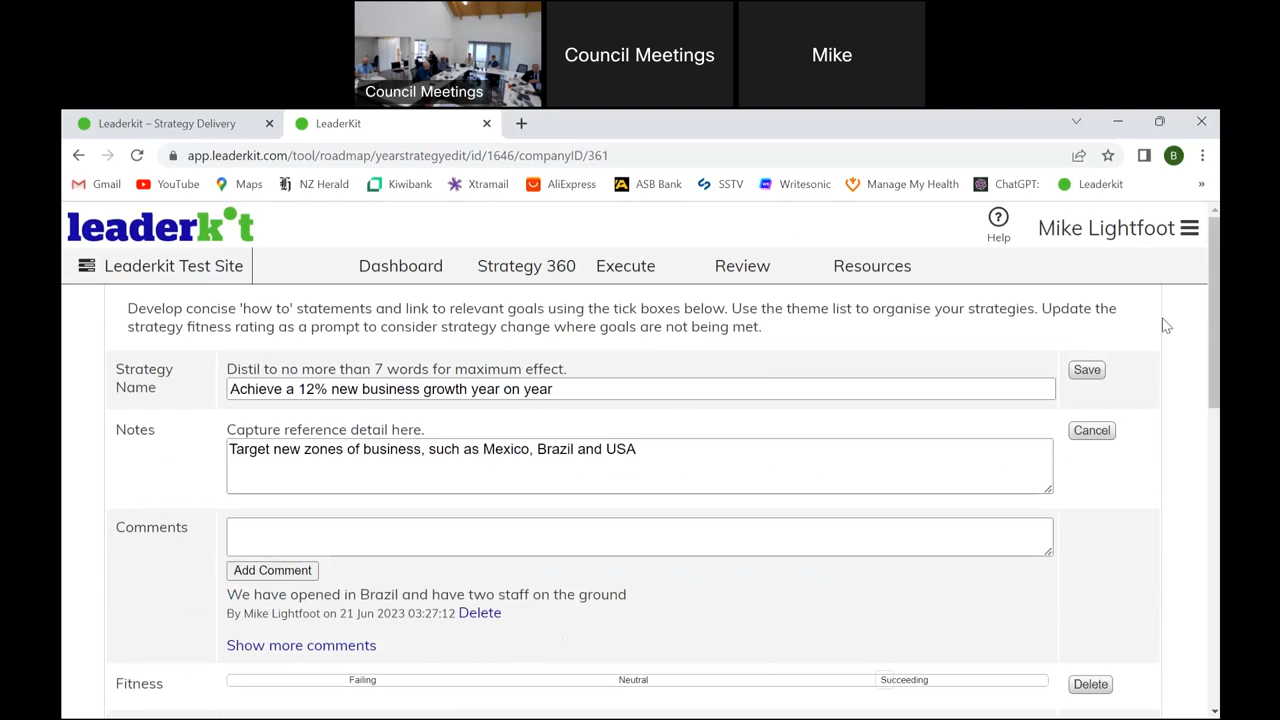 Council Meetings
Council Meetings
Mike
Leaderkit – Strategy Delivery
LeaderKit
app.leaderkit.com/tool/roadmap/yearstrategyedit/id/1646/companyID/361
B
Gmail
YouTube
Maps
NZ Herald
Kiwibank
Xtramail
AliExpress
ASB Bank
SSTV
Writesonic
Manage My Health
ChatGPT:
Leaderkit
leaderkit
Help
Mike Lightfoot
Leaderkit Test Site
Dashboard
Strategy 360
Execute
Review
Resources
Develop concise 'how to' statements and link to relevant goals using the tick boxes below. Use the theme list to organise your strategies. Update the
strategy fitness rating as a prompt to consider strategy change where goals are not being met.
Strategy
Name
Distil to no more than 7 words for maximum effect.
Achieve a 12% new business growth year on year
Save
Notes
Capture reference detail here.
Target new zones of business, such as Mexico, Brazil and USA
Cancel
Comments
Add Comment
We have opened in Brazil and have two staff on the ground
By Mike Lightfoot on 21 Jun 2023 03:27:12 Delete
Show more comments
Fitness
Failing
Neutral
Succeeding
Delete